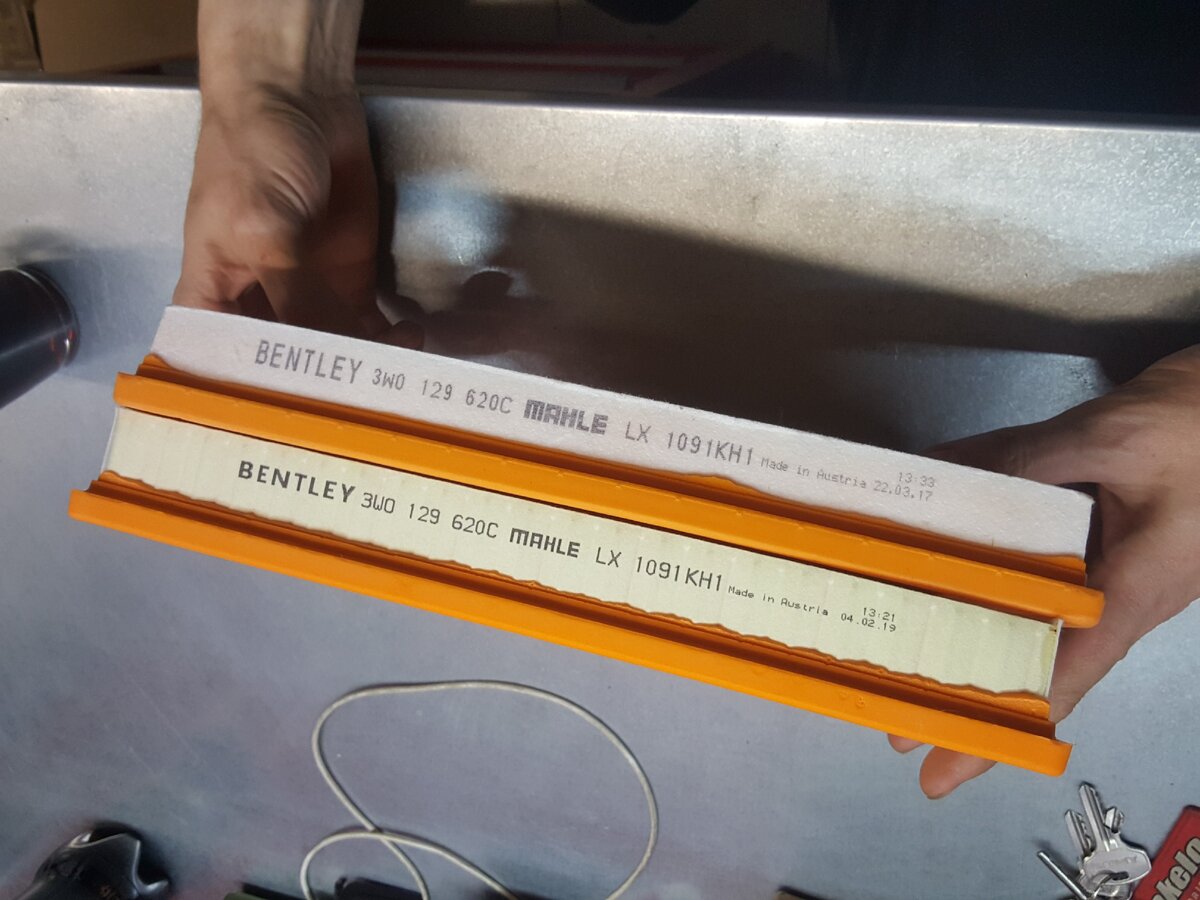 BENTLEY 3W0 129 620C MAHLE LX 1091KH1 Made in Austria 13:33
22.03.17
BENTLEY 3W0 129 620C MAHLE LX 1091KH1 Made in Austria 13:21
04.02.19
kelo